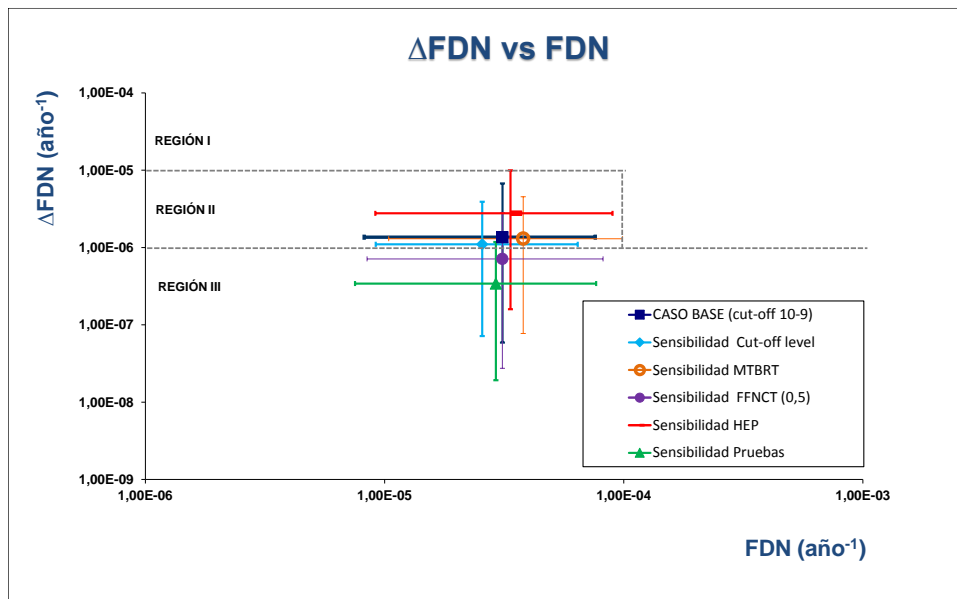 ΔFDN vs FDN
ΔFDN (año-1)
1,00E-04
REGIÓN I
1,00E-05
REGIÓN II
1,00E-06
REGIÓN III
1,00E-07
1,00E-08
1,00E-09
CASO BASE (cut-off 10-9)
Sensibilidad Cut-off level
Sensibilidad MTBRT
Sensibilidad FFNCT (0,5)
Sensibilidad HEP
Sensibilidad Pruebas
1,00E-06 1,00E-05 1,00E-04 1,00E-03
FDN (año-1)